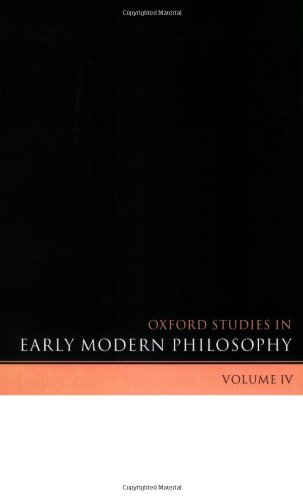 Copyrighted Material
OXFORD STUDIES IN
EARLY MODERN PHILOSOPHY
VOLUME IV
Copyrighted Material